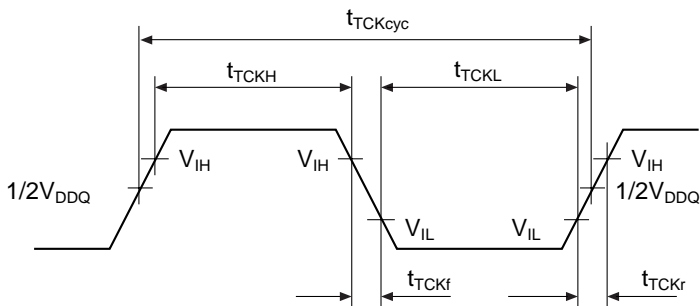 tTCKcyc
tTCKH
tTCKL
VIH
VIH
VIH
1/2VDDQ
1/2VDDQ
VIL
VIL
tTCKf
tTCKr